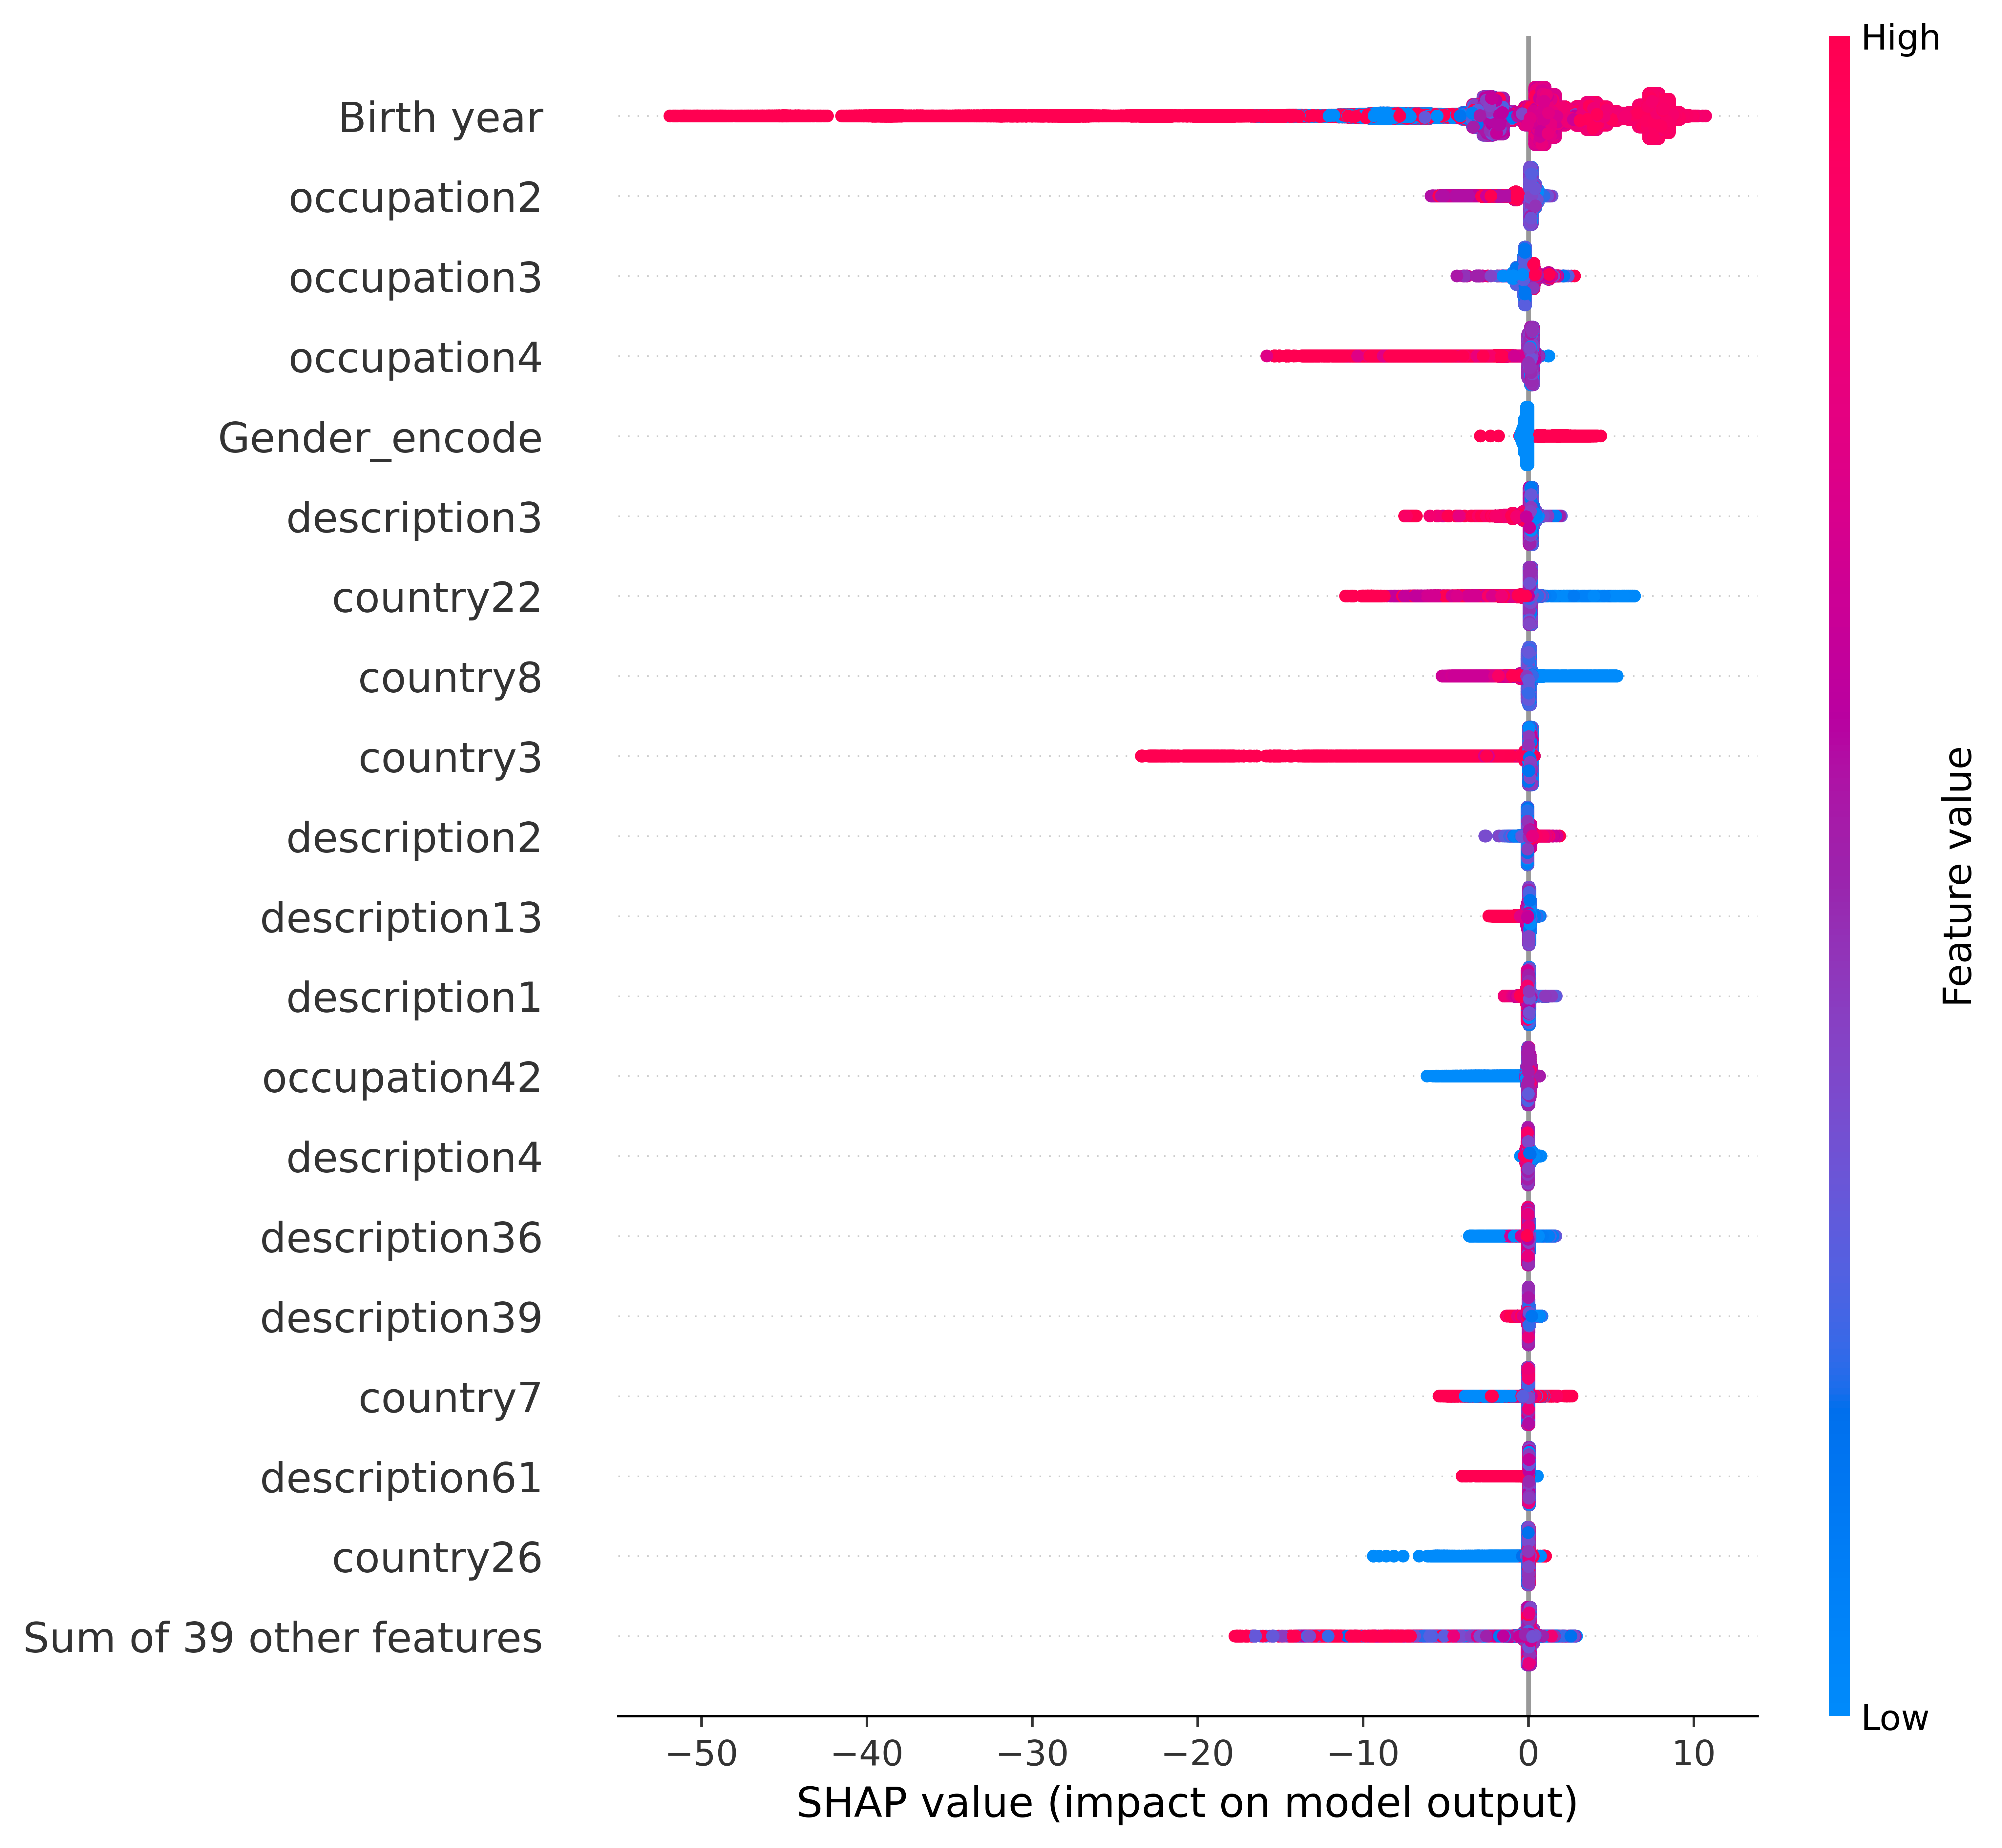 High
Birth year
occupation2
occupation3
occupation4
Gender_encode
description3
country22
country8
country3
description2
description13
description1
occupation42
description4
description36
description39
country7
description61
country26
Sum of 39 other features
Feature value
Low
−50 −40 −30 −20 −10 0 10
SHAP value (impact on model output)